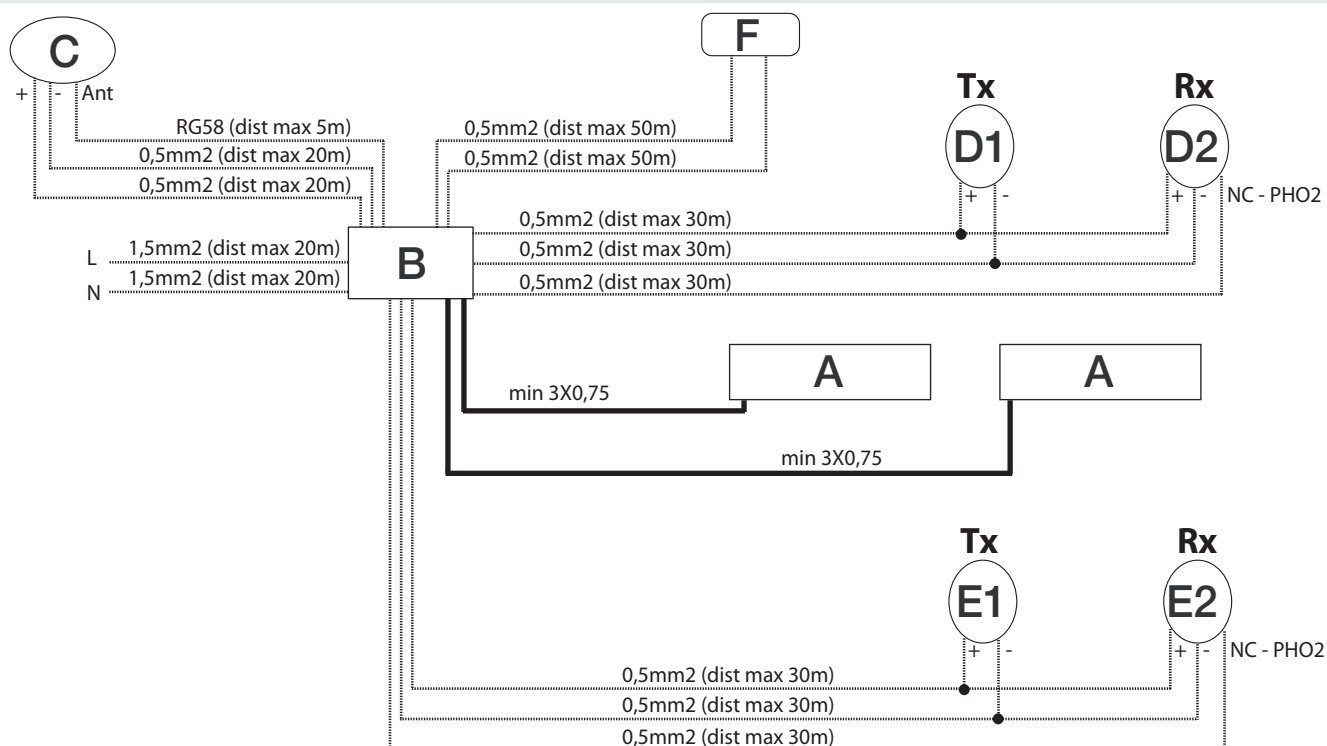 C
F
+ - Ant
Tx Rx
RG58 (dist max 5m)
0,5mm2 (dist max 20m)
0,5mm2 (dist max 20m)
0,5mm2 (dist max 50m)
0,5mm2 (dist max 50m)
D1 D2
+ - + - NC - PHO2
L 1,5mm2 (dist max 20m)
N 1,5mm2 (dist max 20m)
B
0,5mm2 (dist max 30m)
0,5mm2 (dist max 30m)
0,5mm2 (dist max 30m)
A A
min 3X0,75
min 3X0,75
Tx Rx
E1 E2
+ - + - NC - PHO2
0,5mm2 (dist max 30m)
0,5mm2 (dist max 30m)
0,5mm2 (dist max 30m)